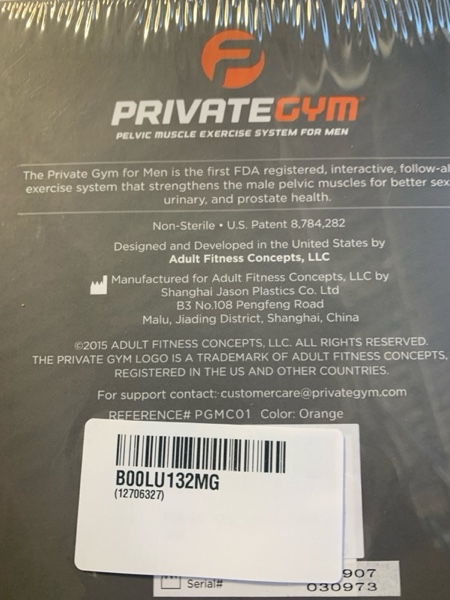 PRIVATEGYM
PELVIC MUSCLE EXERCISE SYSTEM FOR MEN
The Private Gym for Men is the first FDA registered, interactive, follow-al
exercise system that strengthens the male pelvic muscles for better sex
urinary, and prostate health.
Non-Sterile • U.S. Patent 8,784,282
Designed and Developed in the United States by
Adult Fitness Concepts, LLC
Manufactured for Adult Fitness Concepts, LLC by
Shanghai Jason Plastics Co. Ltd
B3 No.108 Pengfeng Road
Malu, Jiading District, Shanghai, China
©2015 ADULT FITNESS CONCEPTS, LLC. ALL RIGHTS RESERVED.
THE PRIVATE GYM LOGO IS A TRADEMARK OF ADULT FITNESS CONCEPTS,
REGISTERED IN THE US AND OTHER COUNTRIES.
For support contact: customercare@privategym.com
REFERENCE# PGMC01 Color: Orange
B00LU132MG
(12706327)
907
Serial# 030973